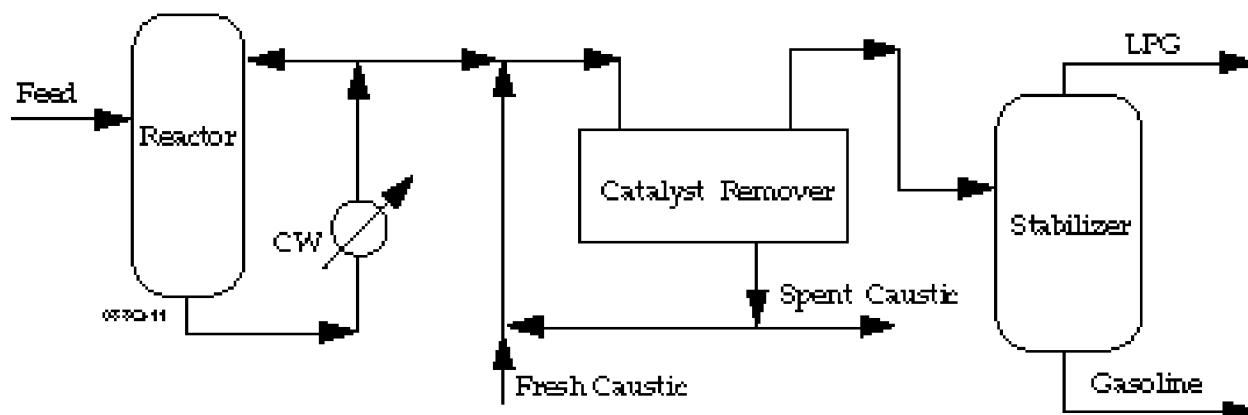 LPG
Feed
Reactor
Catalyst Remover
CW
Stabilizer
Spent Caustic
Fresh Caustic
Gasoline